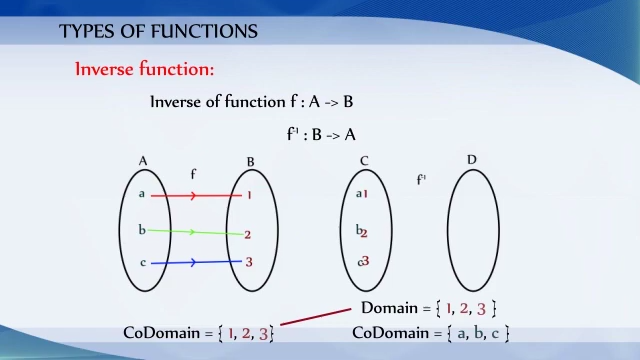 TYPES OF FUNCTIONS
Inverse function:
Inverse of function f : A -> B
f⁻¹ : B -> A
A f B C f⁻¹ D
a 1 a1
b 2 b2
c 3 c3
Domain = { 1, 2, 3 }
CoDomain = { 1, 2, 3} CoDomain = { a, b, c }